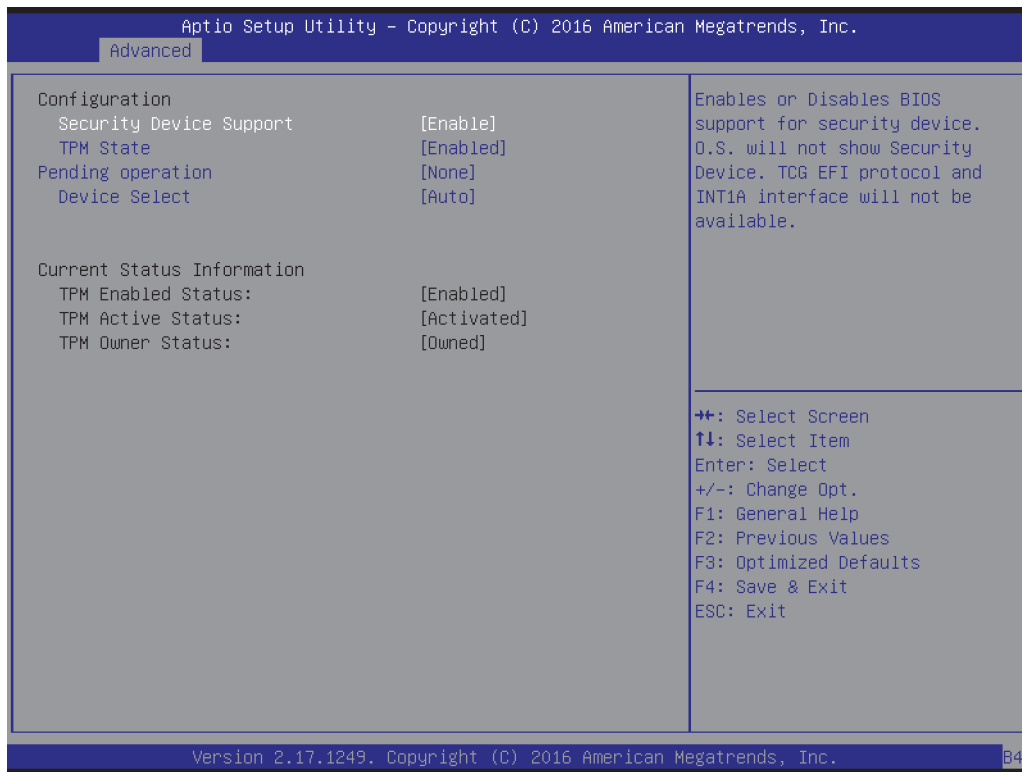 Aptio Setup Utility – Copyright (C) 2016 American Megatrends, Inc.
Advanced
Configuration
Security Device Support [Enable]
TPM State [Enabled]
Pending operation [None]
Device Select [Auto]
Current Status Information
TPM Enabled Status: [Enabled]
TPM Active Status: [Activated]
TPM Owner Status: [Owned]
Enables or Disables BIOS
support for security device.
O.S. will not show Security
Device. TCG EFI protocol and
INT1A interface will not be
available.
→←: Select Screen
↑↓: Select Item
Enter: Select
+/-: Change Opt.
F1: General Help
F2: Previous Values
F3: Optimized Defaults
F4: Save & Exit
ESC: Exit
Version 2.17.1249. Copyright (C) 2016 American Megatrends, Inc.
B4